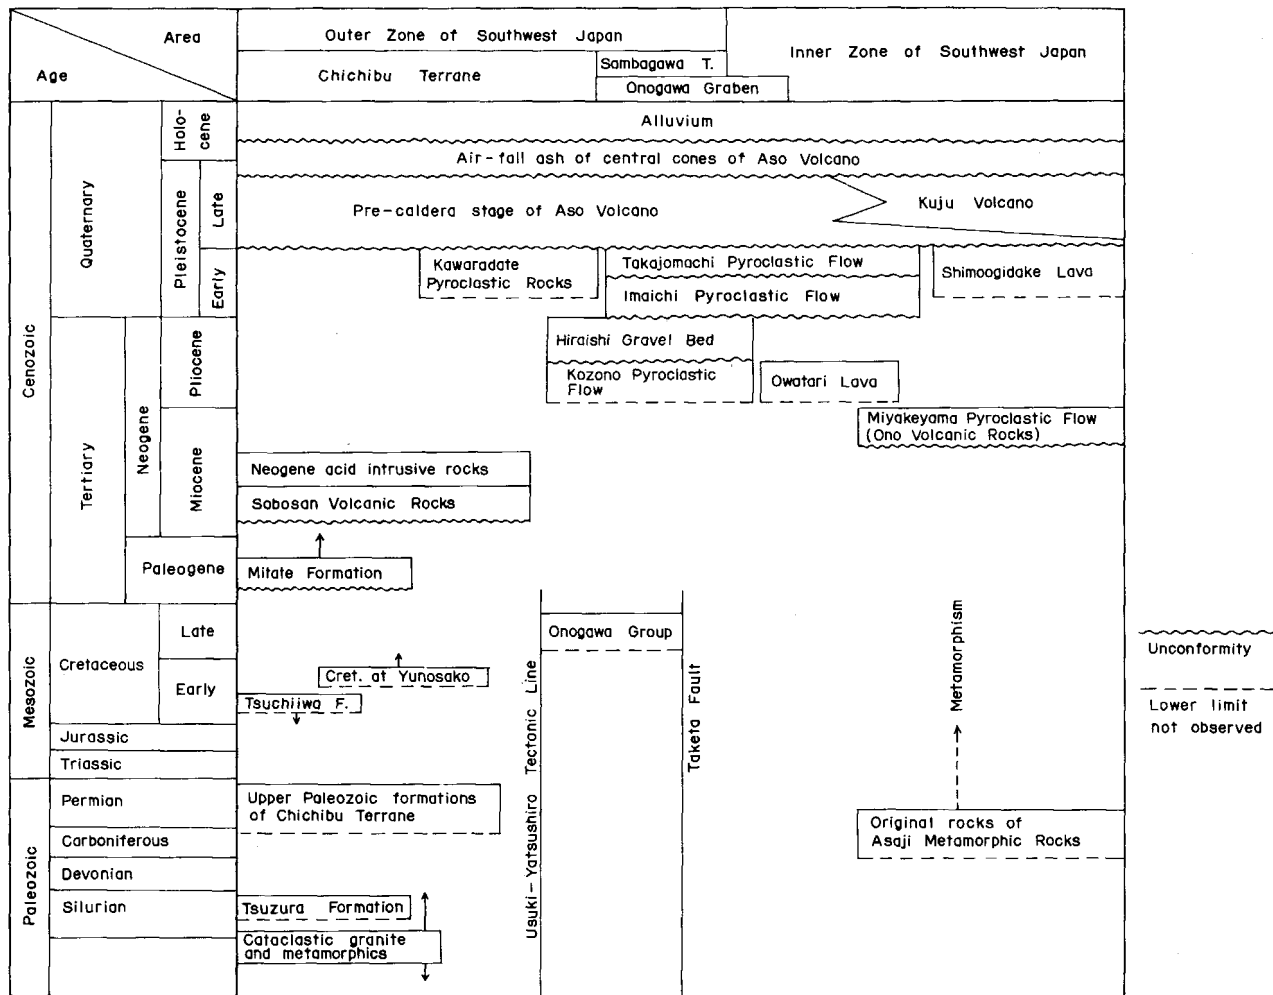 Area
Age
Outer Zone of Southwest Japan
Inner Zone of Southwest Japan
Chichibu Terrane
Sambagawa T.
Onogawa Graben
Cenozoic
Quaternary
Holo-
cene
Pleistocene
Late
Early
Tertiary
Neogene
Pliocene
Miocene
Paleogene
Mesozoic
Cretaceous
Late
Early
Jurassic
Triassic
Paleozoic
Permian
Carboniferous
Devonian
Silurian
Alluvium
Air-fall ash of central cones of Aso Volcano
Pre-caldera stage of Aso Volcano
Kuju Volcano
Kawaradate
Pyroclastic Rocks
Takajomachi Pyroclastic Flow
Imaichi Pyroclastic Flow
Shimoogidake Lava
Hiraishi Gravel Bed
Kozono Pyroclastic
Flow
Owatari Lava
Miyakeyama Pyroclastic Flow
(Ono Volcanic Rocks)
Neogene acid intrusive rocks
Sobosan Volcanic Rocks
Mitate Formation
Onogawa Group
Cret. at Yunosako
Tsuchiiwa F.
Usuki-Yatsushiro Tectonic Line
Taketa Fault
Metamorphism
Upper Paleozoic formations
of Chichibu Terrane
Original rocks of
Asaji Metamorphic Rocks
Tsuzura Formation
Cataclastic granite
and metamorphics
Unconformity
Lower limit
not observed